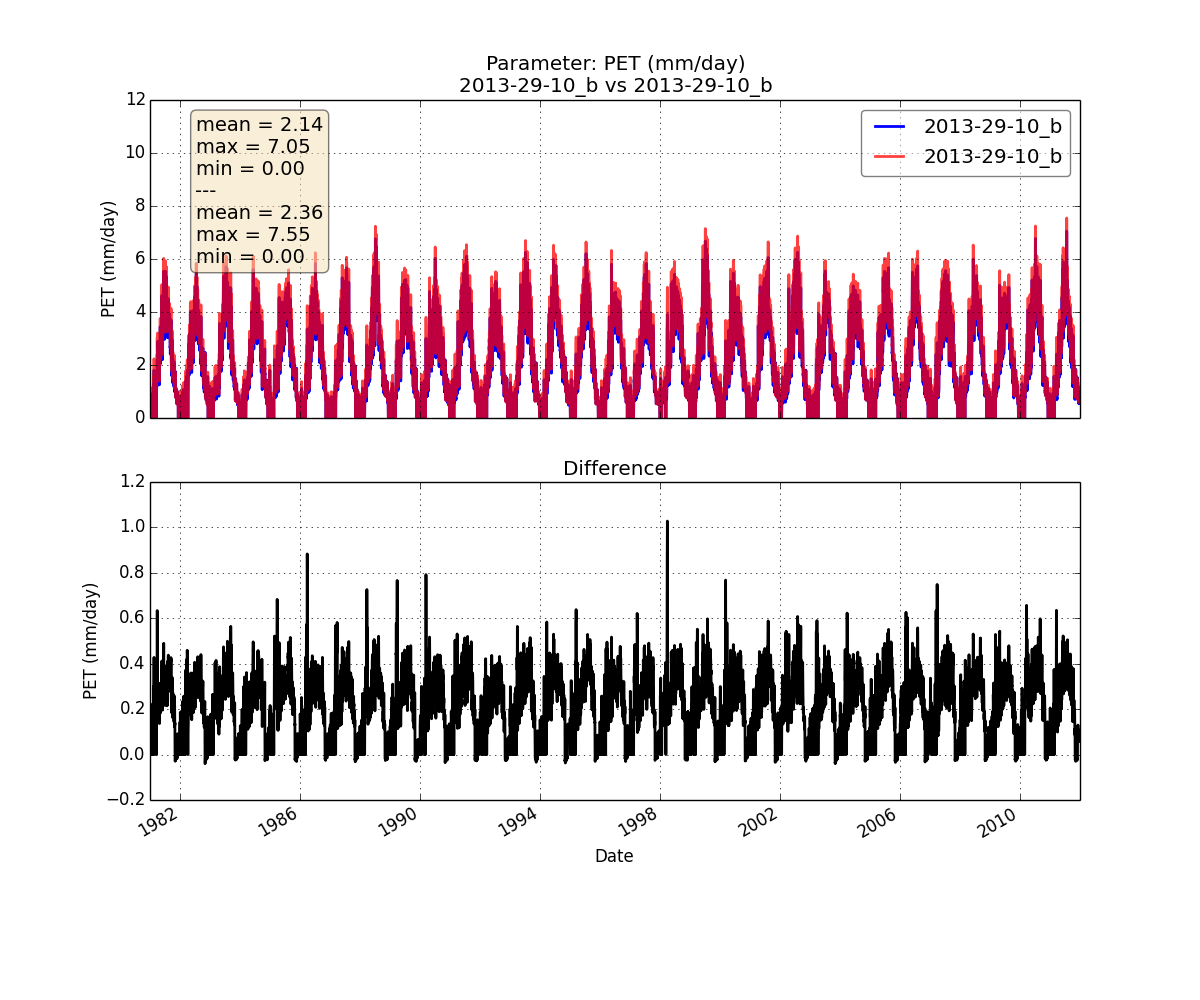 Parameter: PET (mm/day)
2013-29-10_b vs 2013-29-10_b
12
10
8
6
4
2
0
PET (mm/day)
mean = 2.14
max = 7.05
min = 0.00
---
mean = 2.36
max = 7.55
min = 0.00
2013-29-10_b
2013-29-10_b
Difference
1.2
1.0
0.8
0.6
0.4
0.2
0.0
−0.2
PET (mm/day)
1982
1986
1990
1994
1998
2002
2006
2010
Date